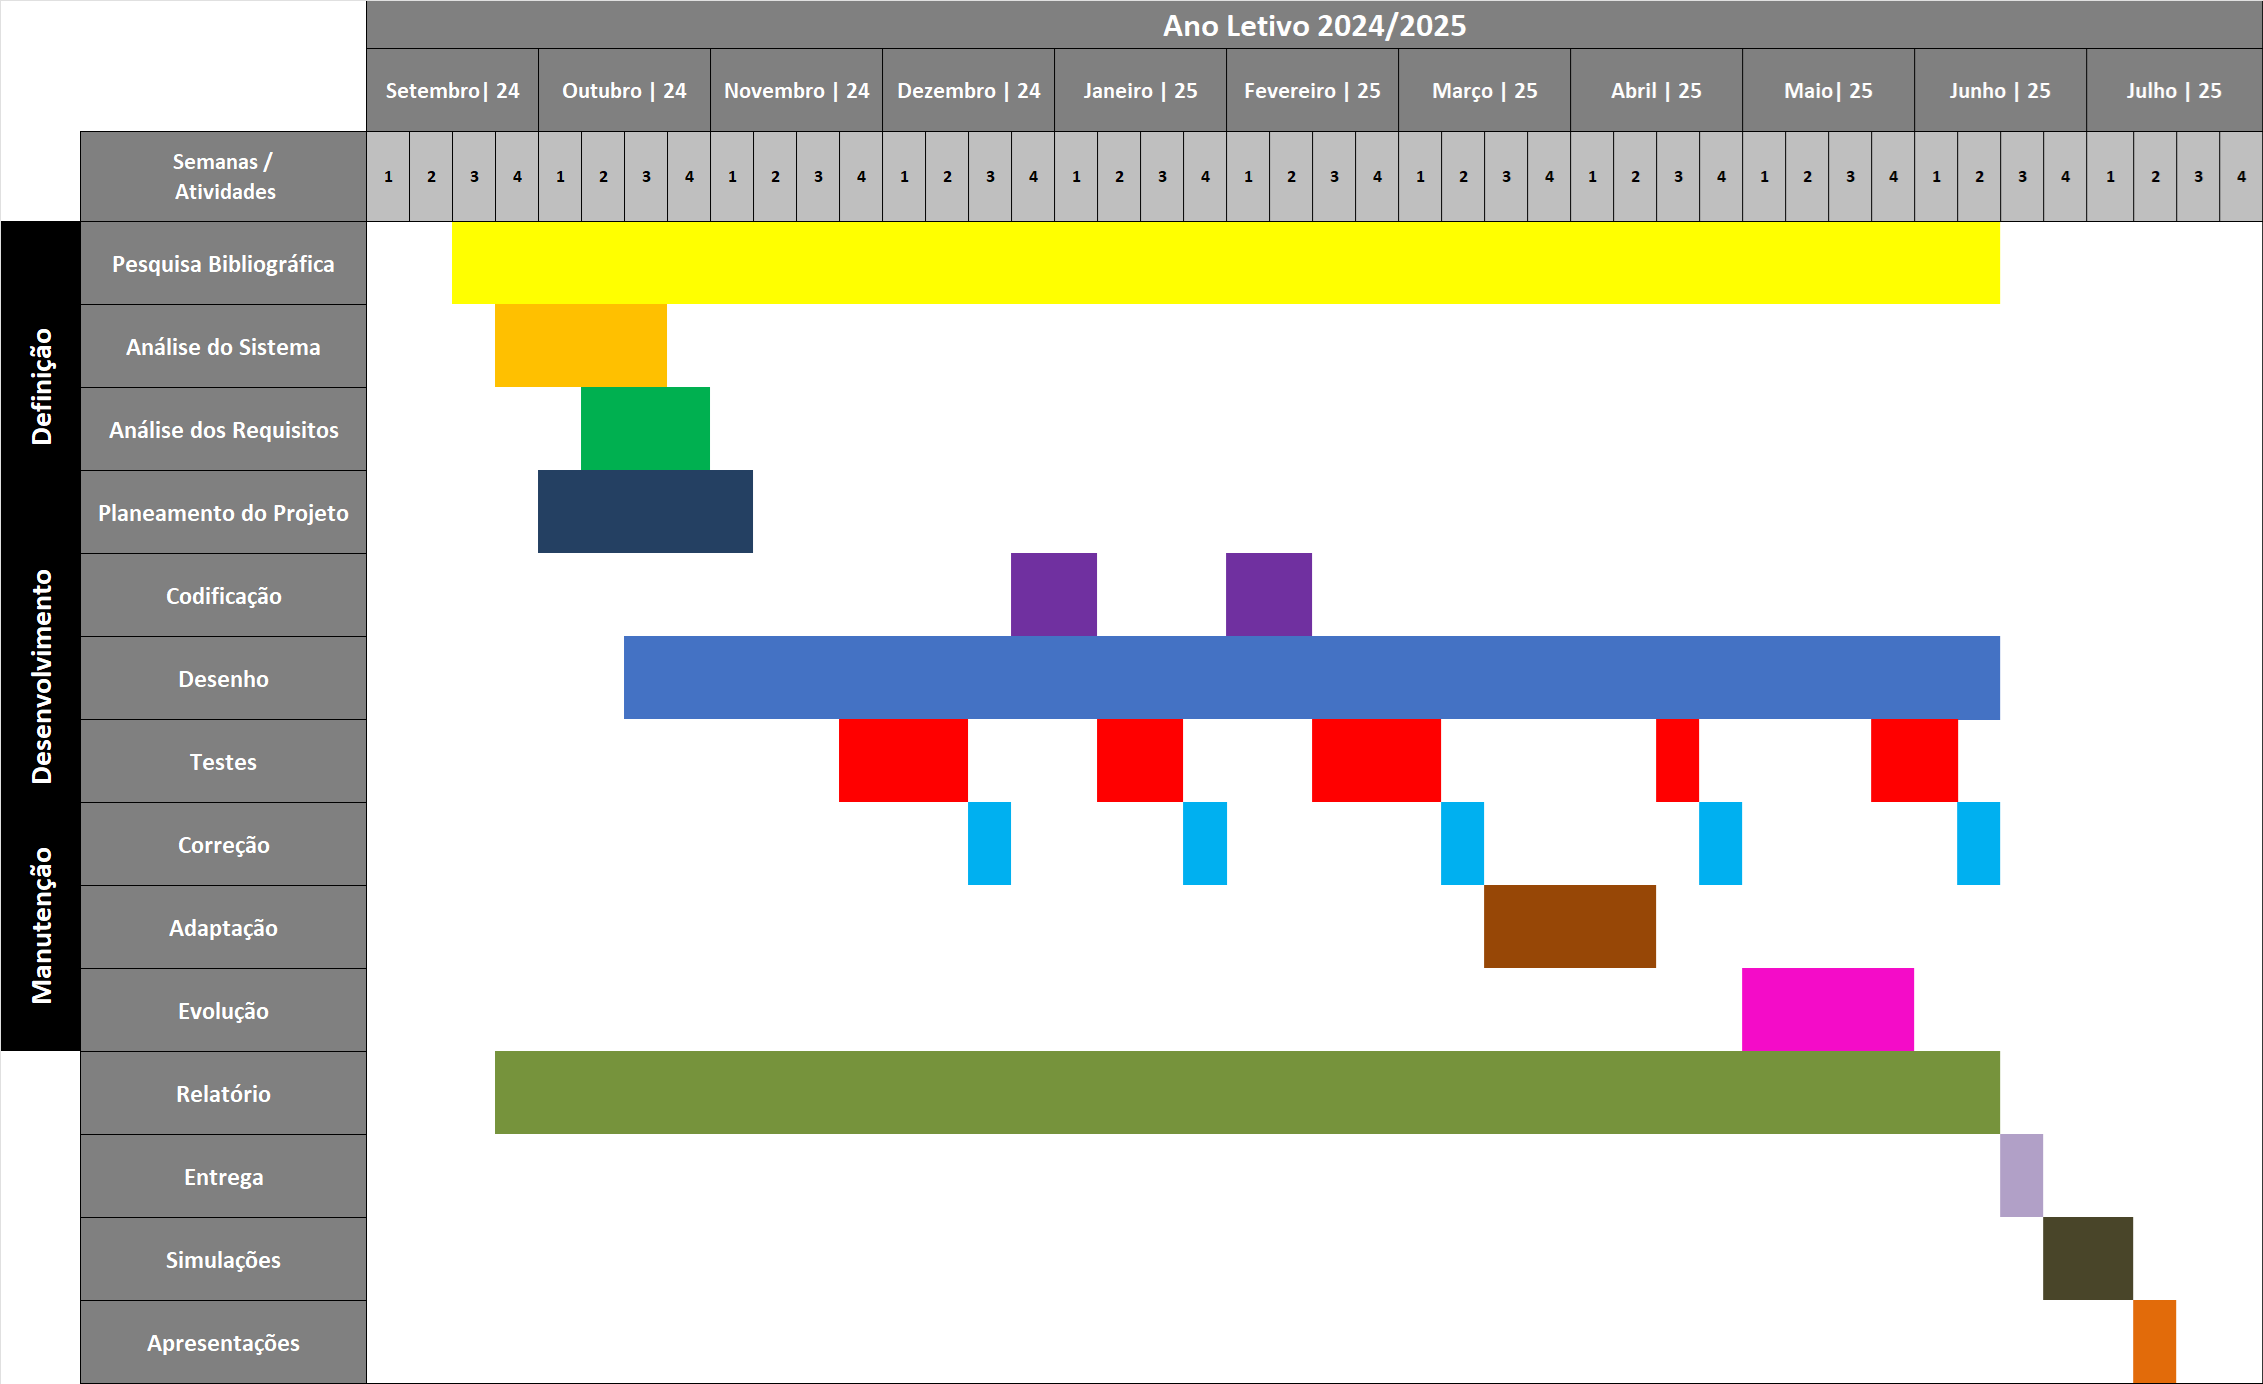 Ano Letivo 2024/2025
Setembro| 24 Outubro | 24 Novembro | 24 Dezembro | 24 Janeiro | 25 Fevereiro | 25 Março | 25 Abril | 25 Maio| 25 Junho | 25 Julho | 25
Semanas /
Atividades
1 2 3 4 1 2 3 4 1 2 3 4 1 2 3 4 1 2 3 4 1 2 3 4 1 2 3 4 1 2 3 4 1 2 3 4 1 2 3 4 1 2 3 4
Definição
Pesquisa Bibliográfica
Análise do Sistema
Análise dos Requisitos
Planeamento do Projeto
Desenvolvimento
Codificação
Desenho
Testes
Manutenção
Correção
Adaptação
Evolução
Relatório
Entrega
Simulações
Apresentações